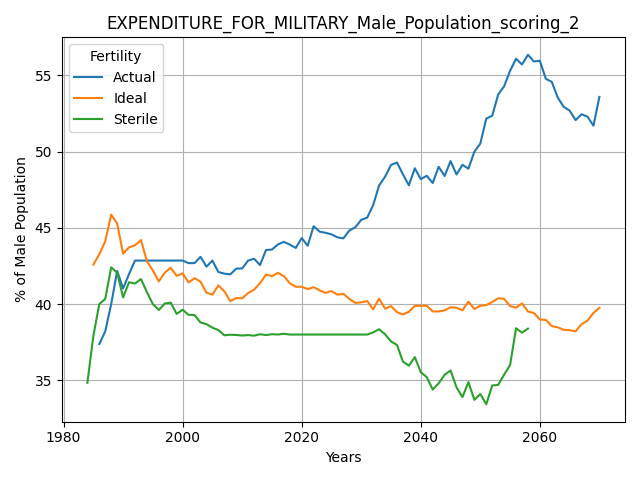 EXPENDITURE_FOR_MILITARY_Male_Population_scoring_2
Fertility
Actual
Ideal
Sterile
% of Male Population
55
50
45
40
35
1980
2000
2020
2040
2060
Years